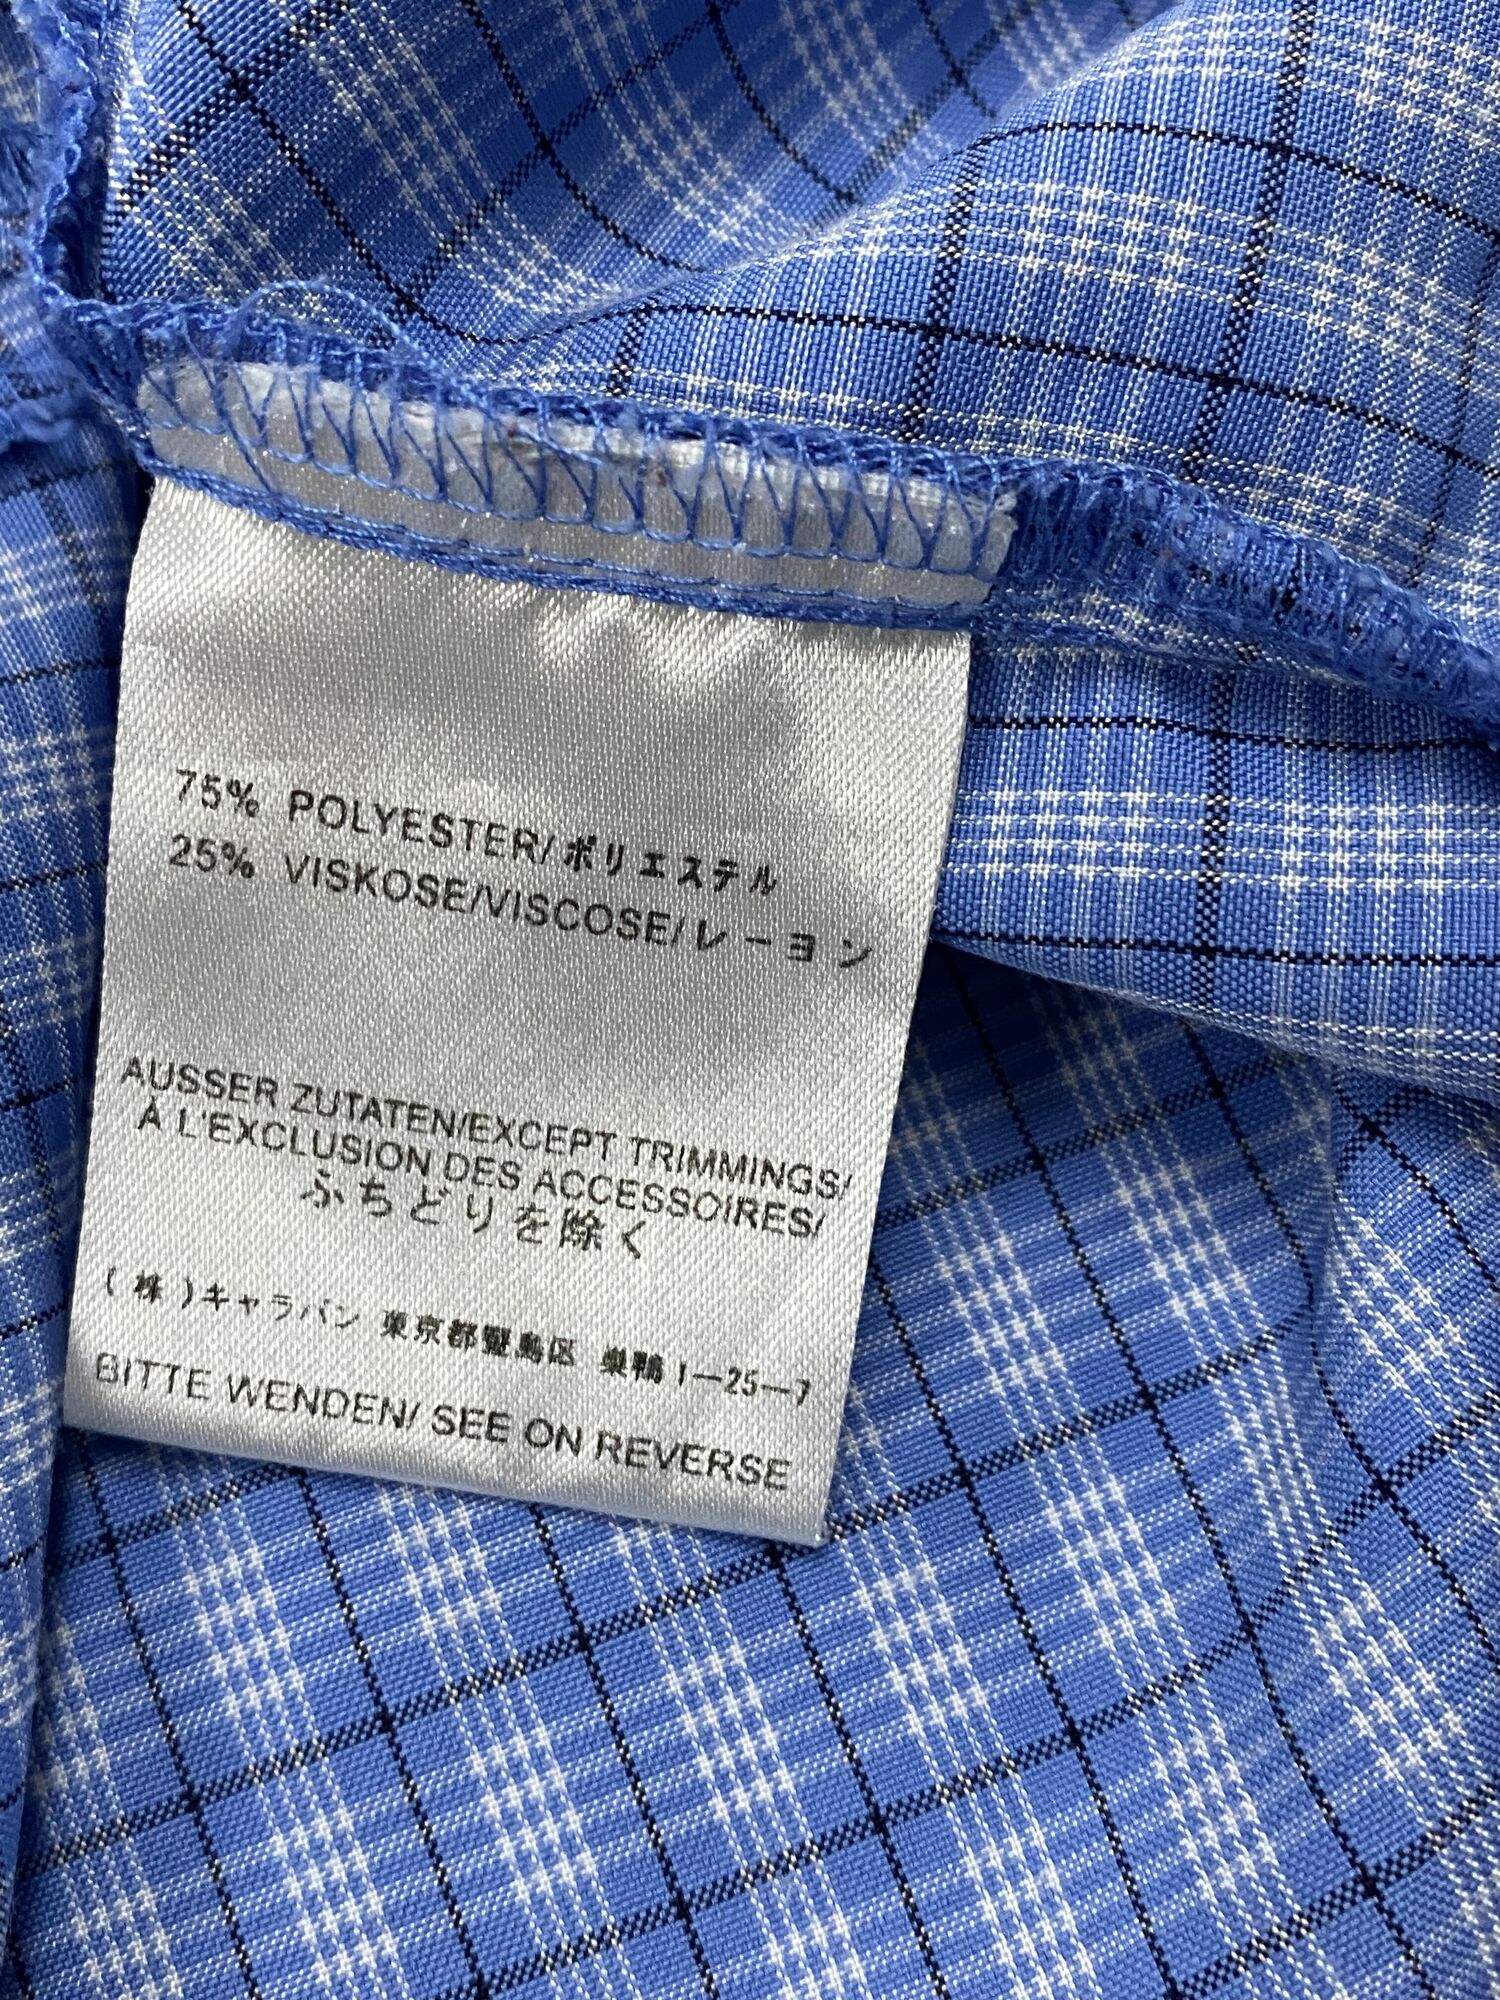 75% POLYESTER/ポリエステル
25% VISKOSE/VISCOSE/レーヨン
AUSSER ZUTATEN/EXCEPT TRIMMINGS/
À L'EXCLUSION DES ACCESSOIRES/
ふちどりを除く
(株)キャラバン 東京都豊島区 巣鴨 1-25-7
BITTE WENDEN/ SEE ON REVERSE